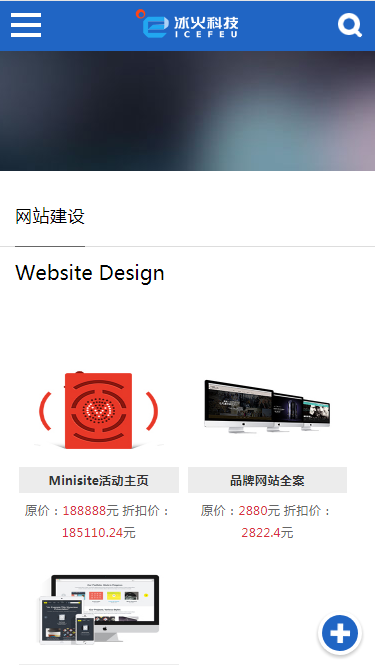 冰火科技
ICEFEU
网站建设
Website Design
Minisite活动主页
品牌网站全案
原价：188888元 折扣价：
185110.24元
原价：2880元 折扣价：
2822.4元